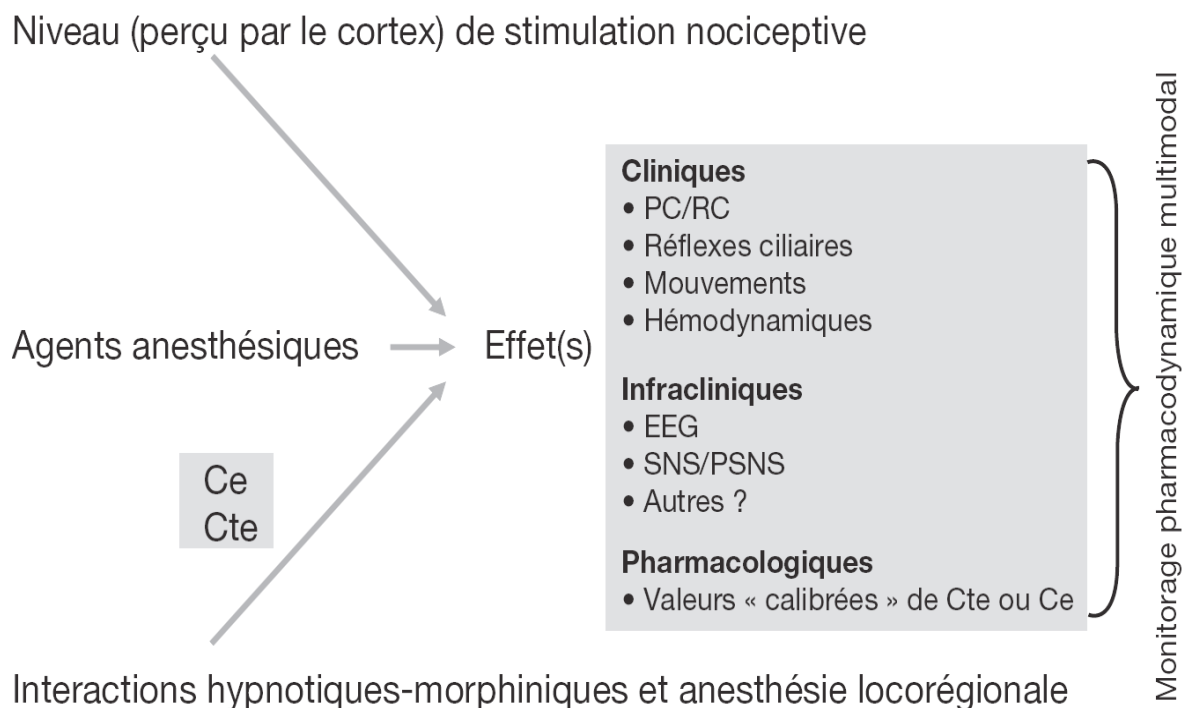 Niveau (perçu par le cortex) de stimulation nociceptive
Cliniques
• PC/RC
• Réflexes ciliaires
• Mouvements
• Hémodynamiques
Agents anesthésiques
Effet(s)
Infracliniques
• EEG
• SNS/PSNS
• Autres ?
Ce
Cte
Pharmacologiques
• Valeurs « calibrées » de Cte ou Ce
Monitorage pharmacodynamique multimodal
Interactions hypnotiques-morphiniques et anesthésie locorégionale